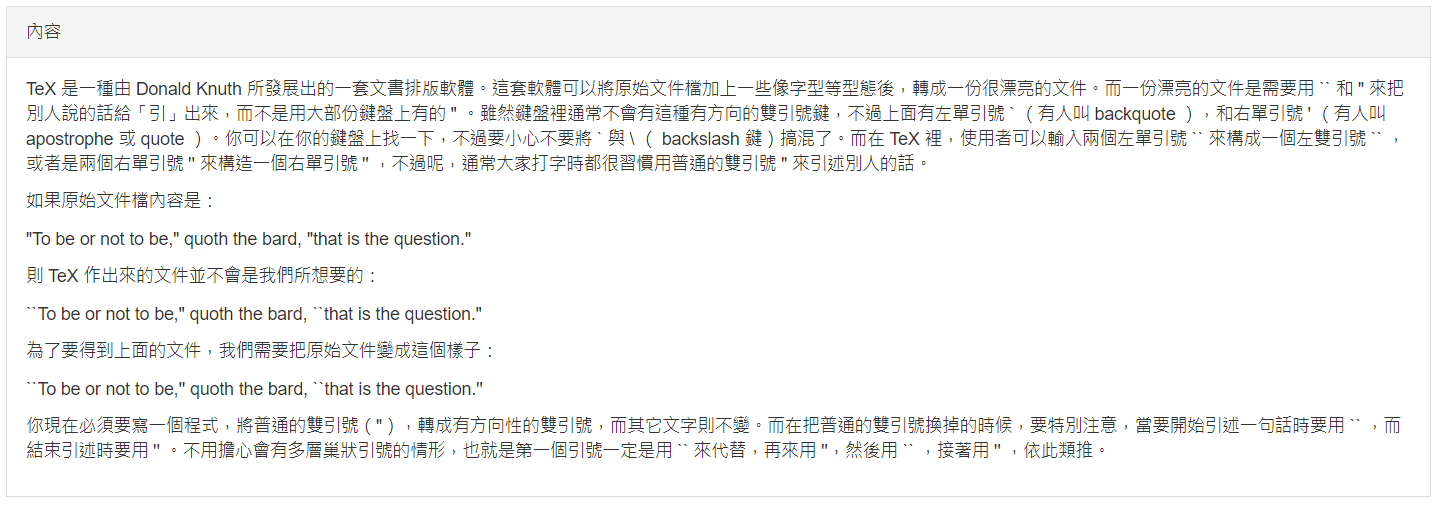 內容
TeX 是一種由 Donald Knuth 所發展出的一套文書排版軟體。這套軟體可以將原始文件檔加上一些像字型等型態後，轉成一份很漂亮的文件。而一份漂亮的文件是需要用 `` 和 '' 來把
別人說的話給「引」出來，而不是用大部份鍵盤上有的 " 。雖然鍵盤裡通常不會有這種有方向的雙引號鍵，不過上面有左單引號 ` （有人叫 backquote ），和右單引號 ' （有人叫
apostrophe 或 quote ）。你可以在你的鍵盤上找一下，不過要小心不要將 ` 與 \ （ backslash 鍵）搞混了。而在 TeX 裡，使用者可以輸入兩個左單引號 `` 來構成一個左雙引號 `` ，
或者是兩個右單引號 '' 來構造一個右單引號 '' ，不過呢，通常大家打字時都很習慣用普通的雙引號 " 來引述別人的話。
如果原始文件檔內容是：
"To be or not to be," quoth the bard, "that is the question."
則 TeX 作出來的文件並不會是我們所想要的：
``To be or not to be," quoth the bard, ``that is the question."
為了要得到上面的文件，我們需要把原始文件變成這個樣子：
``To be or not to be,'' quoth the bard, ``that is the question.''
你現在必須要寫一個程式，將普通的雙引號（"），轉成有方向性的雙引號，而其它文字則不變。而在把普通的雙引號換掉的時候，要特別注意，當要開始引述一句話時要用 `` ，而
結束引述時要用 '' 。不用擔心會有多層巢狀引號的情形，也就是第一個引號一定是用 `` 來代替，再來用 ''，然後用 `` ，接著用 '' ，依此類推。